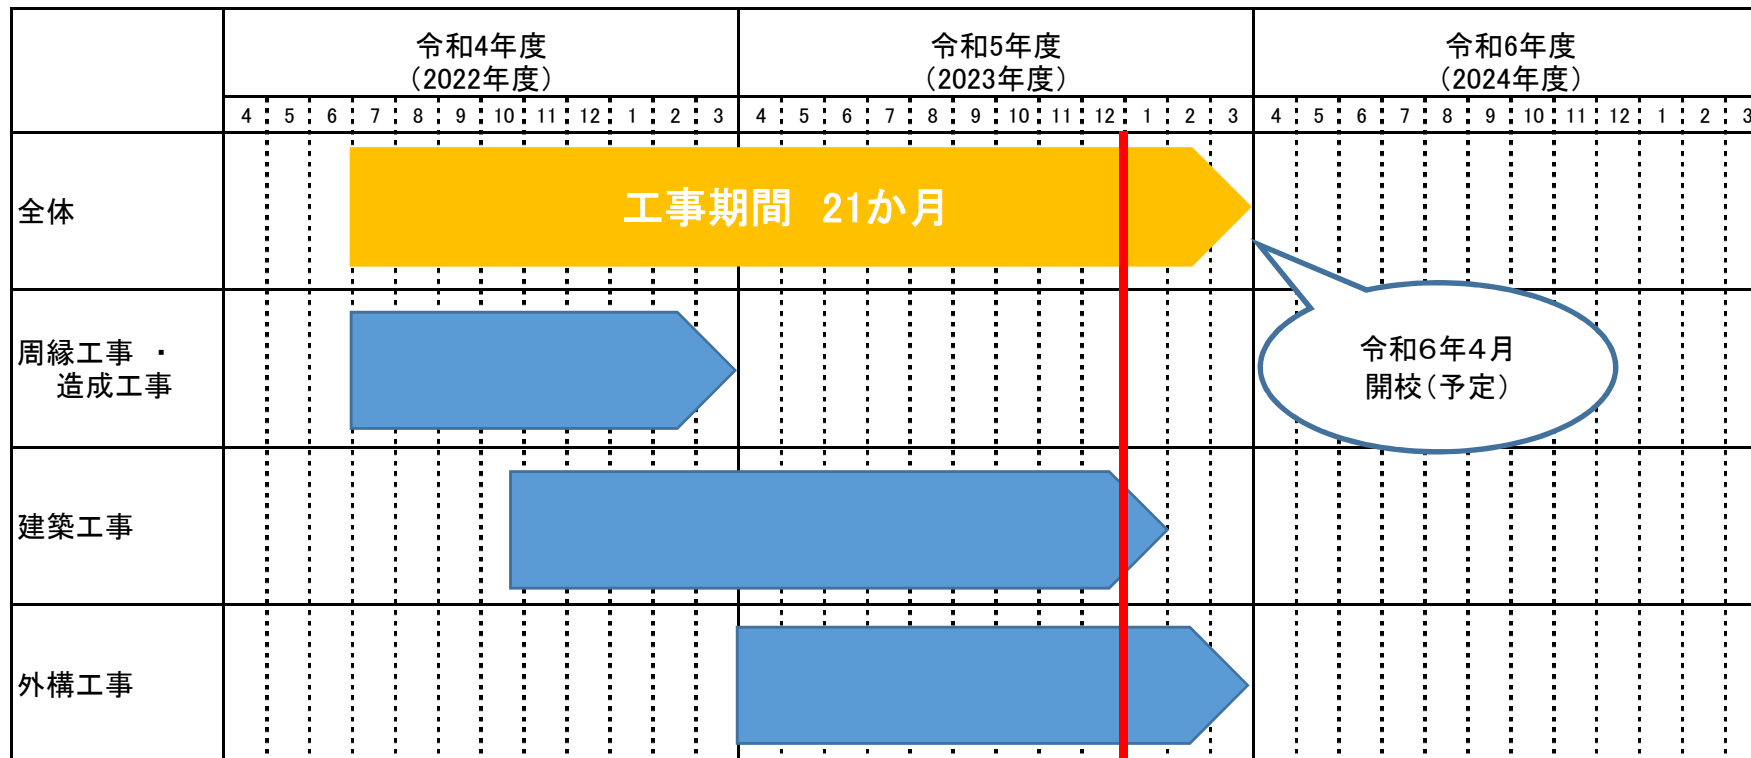 令和4年度
（2022年度）
令和5年度
（2023年度）
令和6年度
（2024年度）
4 5 6 7 8 9 10 11 12 1 2 3 4 5 6 7 8 9 10 11 12 1 2 3 4 5 6 7 8 9 10 11 12 1 2 3
全体
工事期間　21か月
周縁工事　・
造成工事
令和６年４月
開校（予定）
建築工事
外構工事